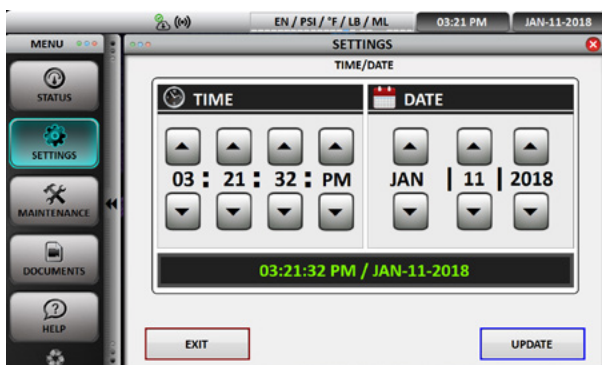 EN / PSI / °F / LB / ML 03:21 PM JAN-11-2018
MENU SETTINGS
TIME/DATE
STATUS
SETTINGS
MAINTENANCE
DOCUMENTS
HELP
TIME DATE
03 : 21 : 32 : PM JAN | 11 | 2018
03:21:32 PM / JAN-11-2018
EXIT UPDATE